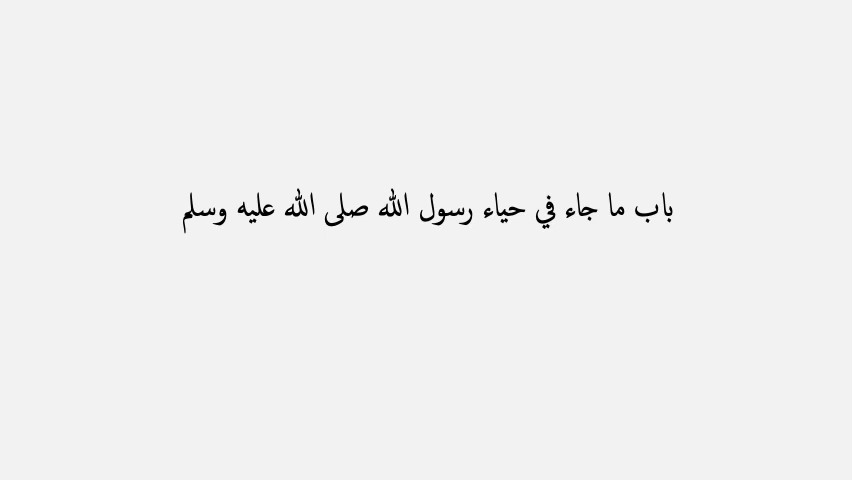 باب ما جاء في حياء رسول الله صلى الله عليه وسلم